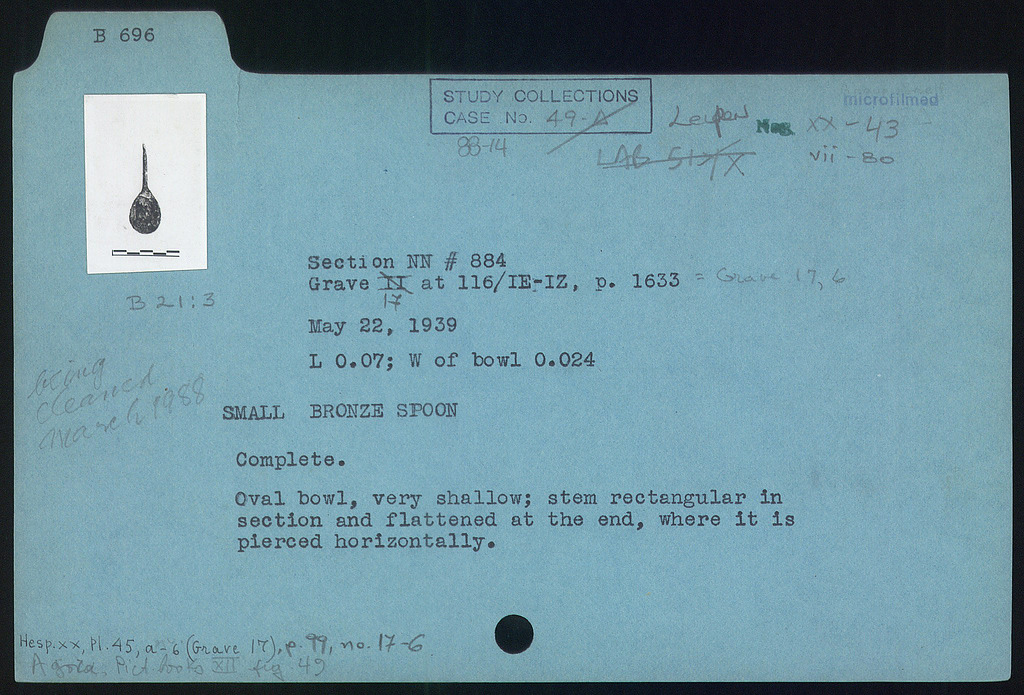 B 696
STUDY COLLECTIONS
CASE No. 49-A
88-14
LAB
microfilmed
Neg. XX-43
vii-80
Section NN # 884
Grave II at 116/IE-IZ, p. 1633 = Grave 17, 6
17
B 21:3
May 22, 1939
L 0.07; W of bowl 0.024
being
cleaned
March 1988
SMALL BRONZE SPOON
Complete.
Oval bowl, very shallow; stem rectangular in
section and flattened at the end, where it is
pierced horizontally.
Hesp. xx, Pl. 45, a-6 (Grave 17), p. 99, no. 17-6
Agora, Pict. books XII fig. 49